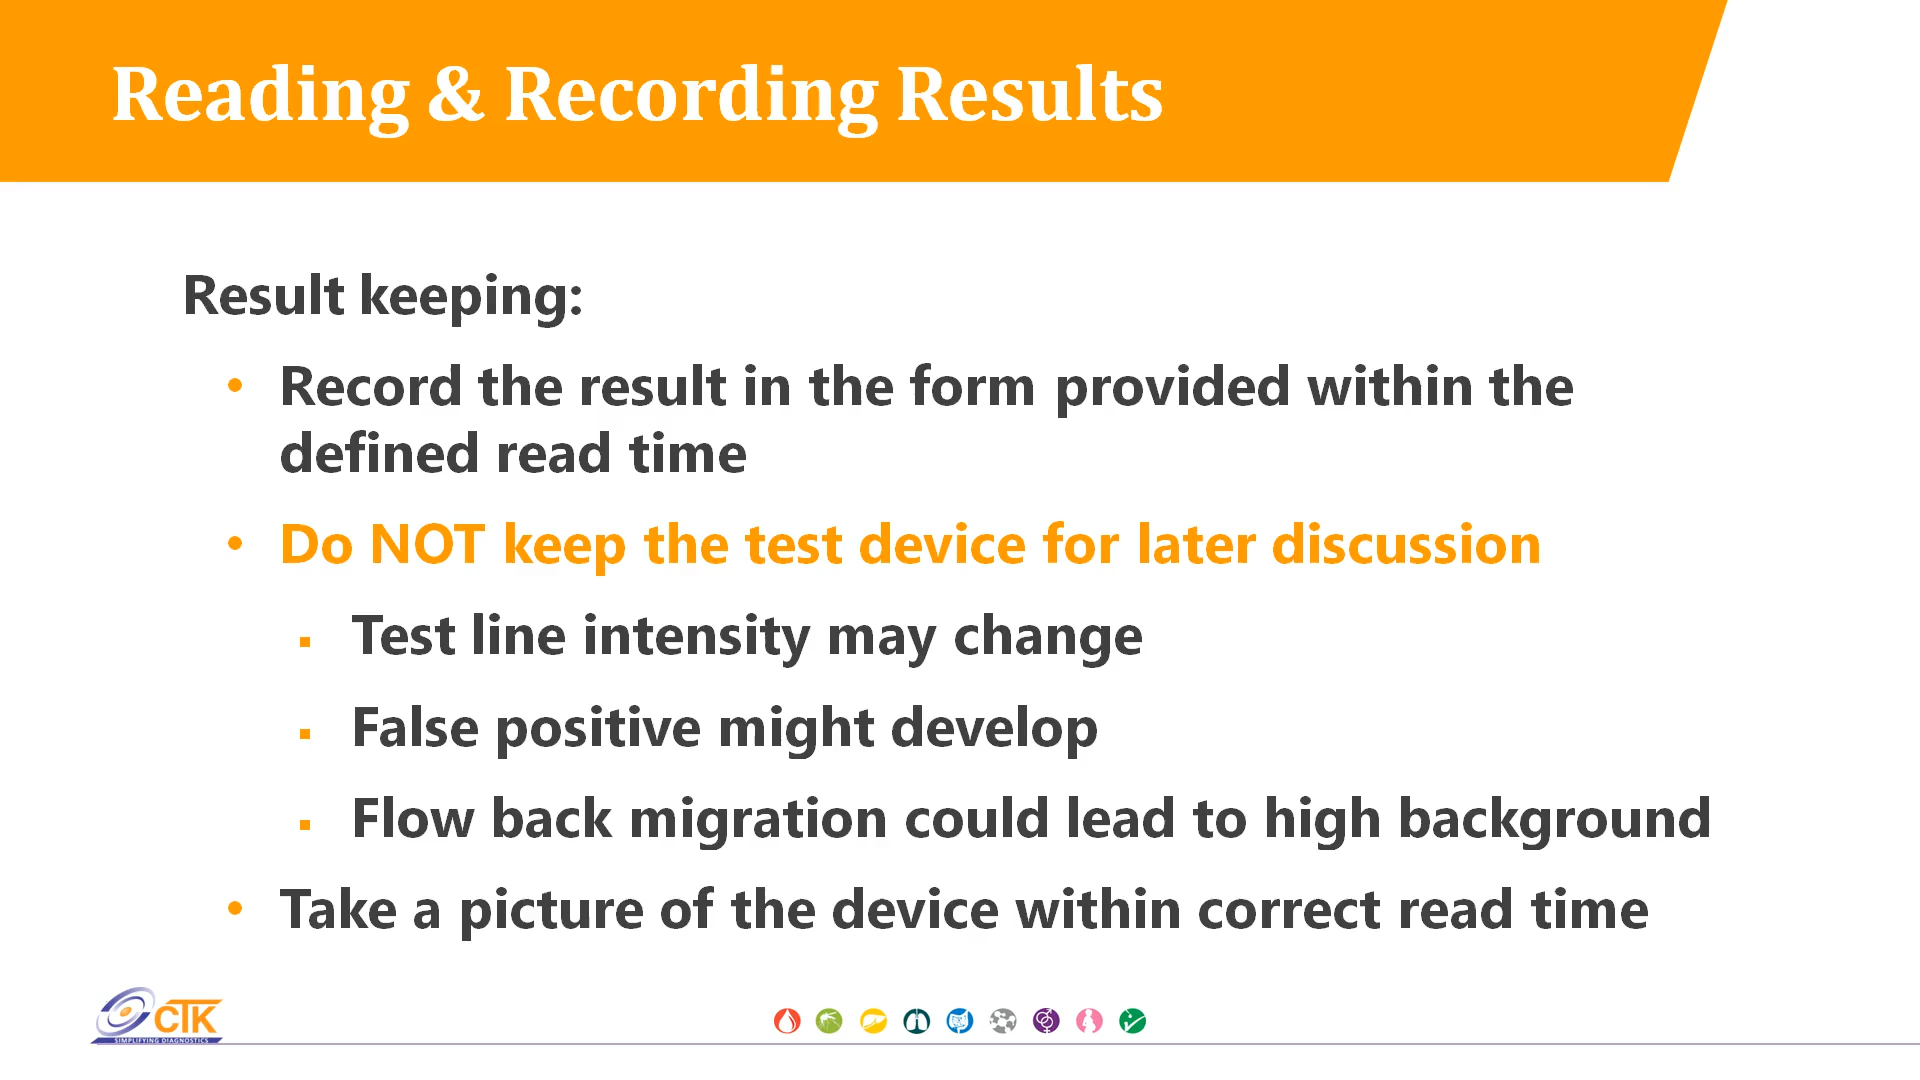 Reading & Recording Results
Result keeping:
• Record the result in the form provided within the
defined read time
• Do NOT keep the test device for later discussion
▪ Test line intensity may change
▪ False positive might develop
▪ Flow back migration could lead to high background
• Take a picture of the device within correct read time
CTK
SIMPLIFYING DIAGNOSTICS